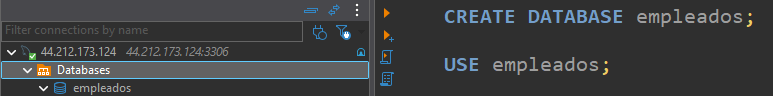 Filter connections by name
44.212.173.124 44.212.173.124:3306
Databases
empleados
CREATE DATABASE empleados;
USE empleados;